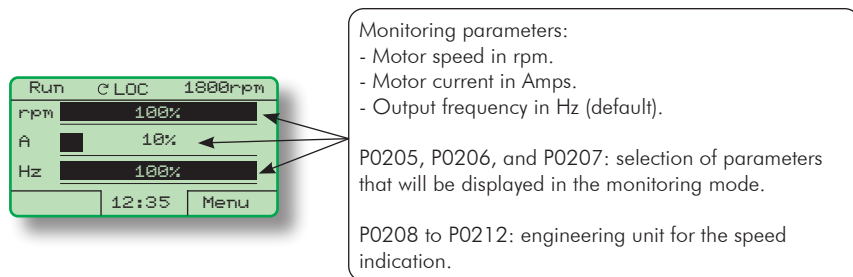 Run ↻ LOC 1800rpm
rpm 100%
A 10%
Hz 100%
12:35 Menu
Monitoring parameters:
- Motor speed in rpm.
- Motor current in Amps.
- Output frequency in Hz (default).
P0205, P0206, and P0207: selection of parameters
that will be displayed in the monitoring mode.
P0208 to P0212: engineering unit for the speed
indication.